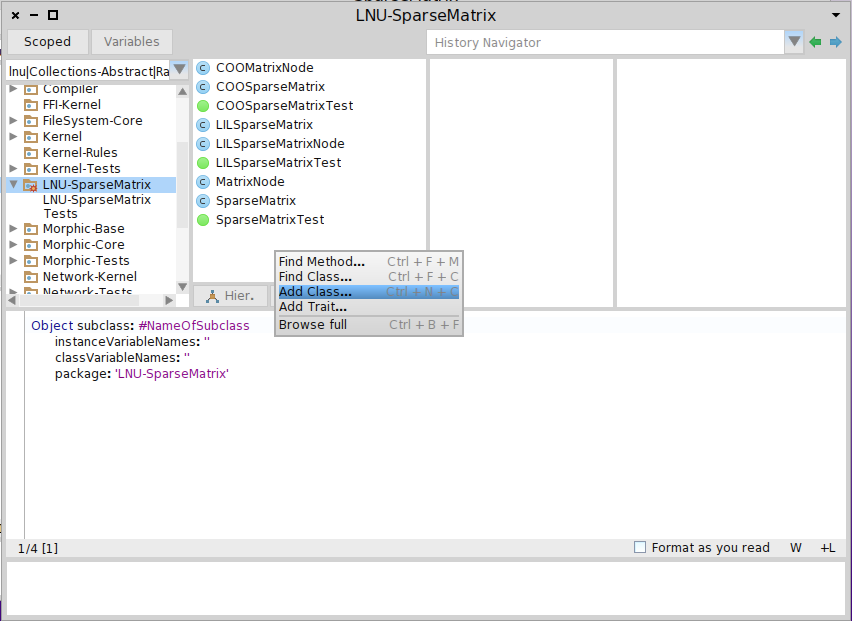 LNU-SparseMatrix
Scoped
Variables
History Navigator
lnu|Collections-Abstract|Ra
Compiler
FFI-Kernel
FileSystem-Core
Kernel
Kernel-Rules
Kernel-Tests
LNU-SparseMatrix
LNU-SparseMatrix
Tests
Morphic-Base
Morphic-Core
Morphic-Tests
Network-Kernel
Network-Tests
COOMatrixNode
COOSparseMatrix
COOSparseMatrixTest
LILSparseMatrix
LILSparseMatrixNode
LILSparseMatrixTest
MatrixNode
SparseMatrix
SparseMatrixTest
Hier.
Find Method... Ctrl + F + M
Find Class... Ctrl + F + C
Add Class... Ctrl + N + C
Add Trait...
Browse full Ctrl + B + F
Object subclass: #NameOfSubclass
instanceVariableNames: ''
classVariableNames: ''
package: 'LNU-SparseMatrix'
1/4 [1]
Format as you read W +L